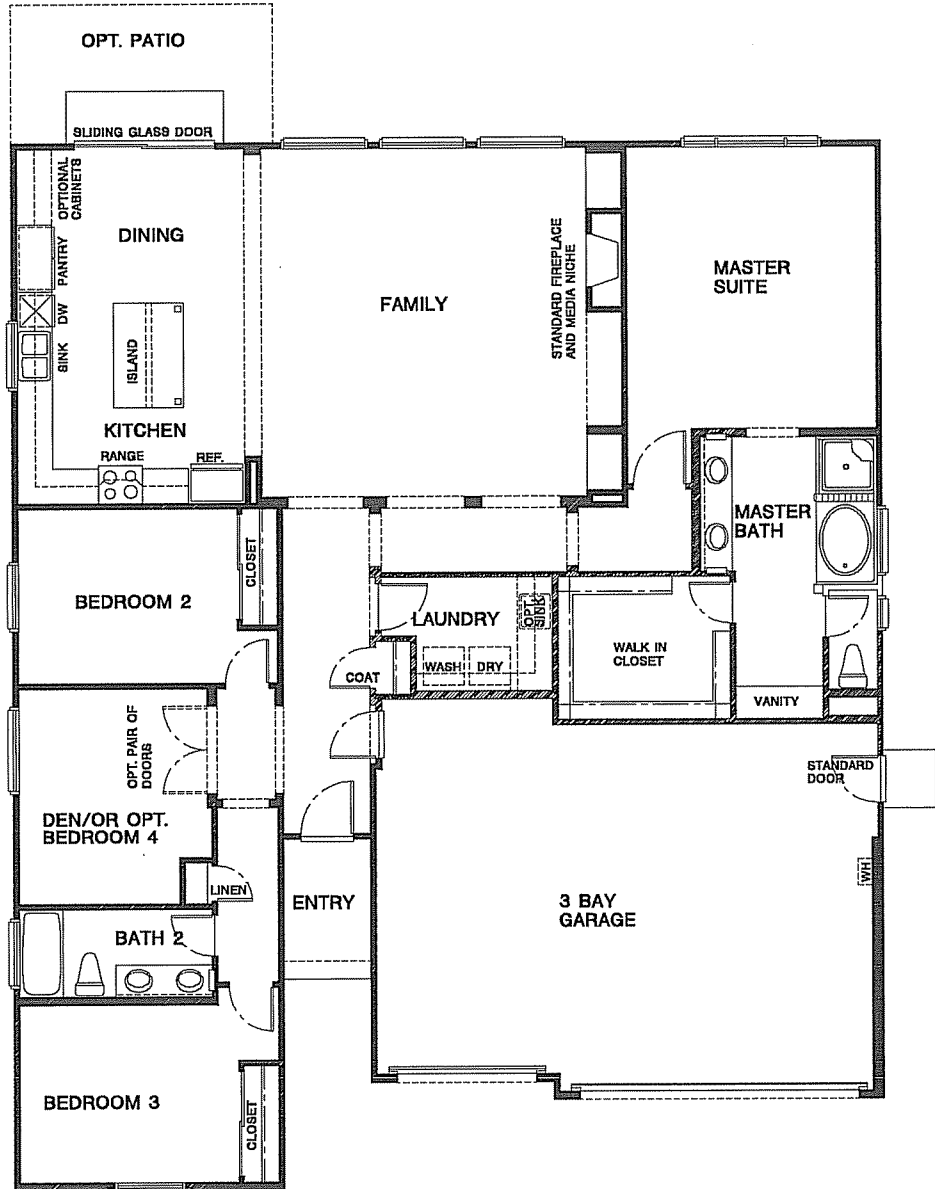 OPT. PATIO
SLIDING GLASS DOOR
OPTIONAL
CABINETS
DINING
PANTRY
DW
SINK
ISLAND
KITCHEN
RANGE
REF.
FAMILY
STANDARD FIREPLACE
AND MEDIA NICHE
MASTER
SUITE
MASTER
BATH
CLOSET
BEDROOM 2
LAUNDRY
OPT.
SINK
WASH
DRY
COAT
WALK IN
CLOSET
VANITY
OPT. PAIR OF
DOORS
DEN/OR OPT.
BEDROOM 4
STANDARD
DOOR
WH
LINEN
ENTRY
3 BAY
GARAGE
BATH 2
BEDROOM 3
CLOSET